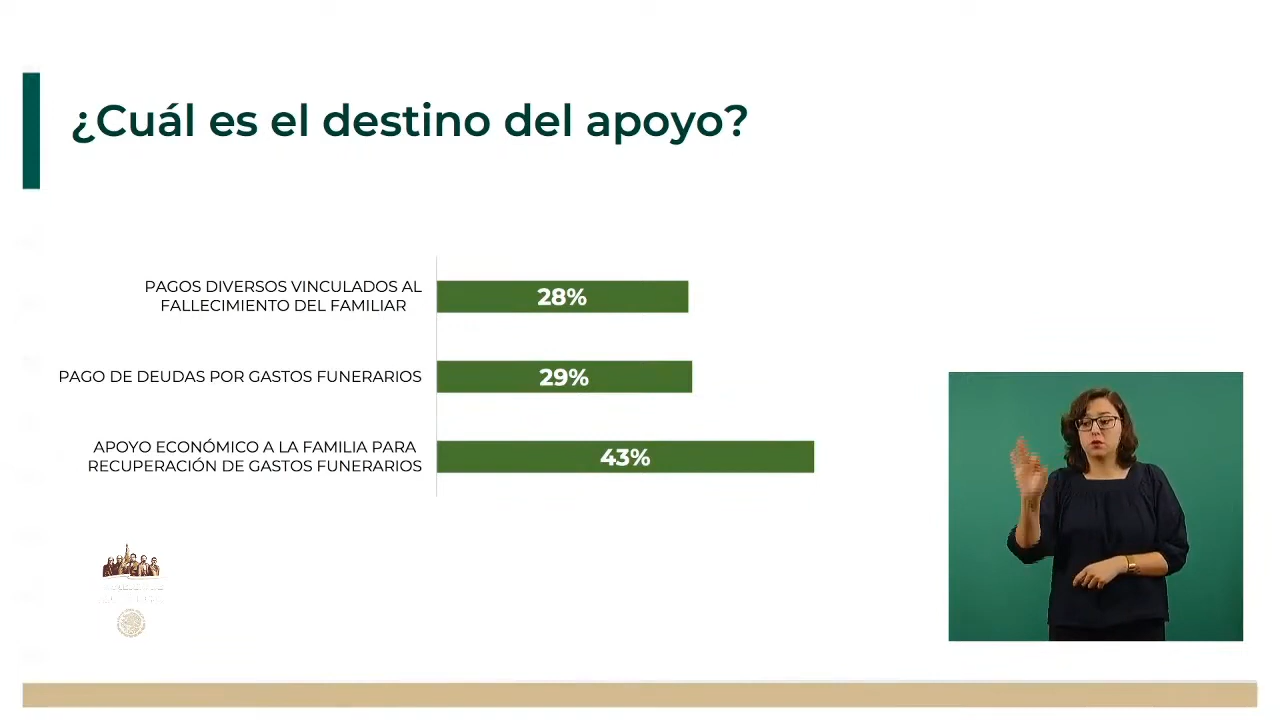 ¿Cuál es el destino del apoyo?
PAGOS DIVERSOS VINCULADOS AL
FALLECIMIENTO DEL FAMILIAR
28%
PAGO DE DEUDAS POR GASTOS FUNERARIOS
29%
APOYO ECONÓMICO A LA FAMILIA PARA
RECUPERACIÓN DE GASTOS FUNERARIOS
43%